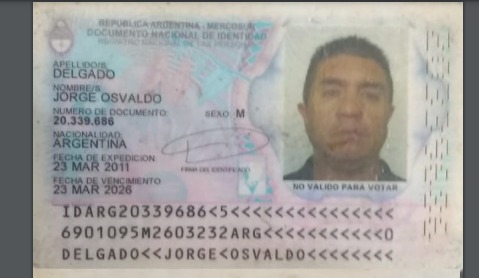 REPUBLICA ARGENTINA - MERCOSUR
DOCUMENTO NACIONAL DE IDENTIDAD
REGISTRO NACIONAL DE LAS PERSONAS
APELLIDO/S
DELGADO
NOMBRE/S
JORGE OSVALDO
NUMERO DE DOCUMENTO
20.339.686
SEXO M
NACIONALIDAD
ARGENTINA
FECHA DE EXPEDICION
23 MAR 2011
FIRMA DEL IDENTIFICADO
FECHA DE VENCIMIENTO
23 MAR 2026
NO VALIDO PARA VOTAR
IDARG20339686<5<<<<<<<<<<<<<<<
6901095M2603232ARG<<<<<<<<<<<0
DELGADO<<JORGE<OSVALDO<<<<<<<<